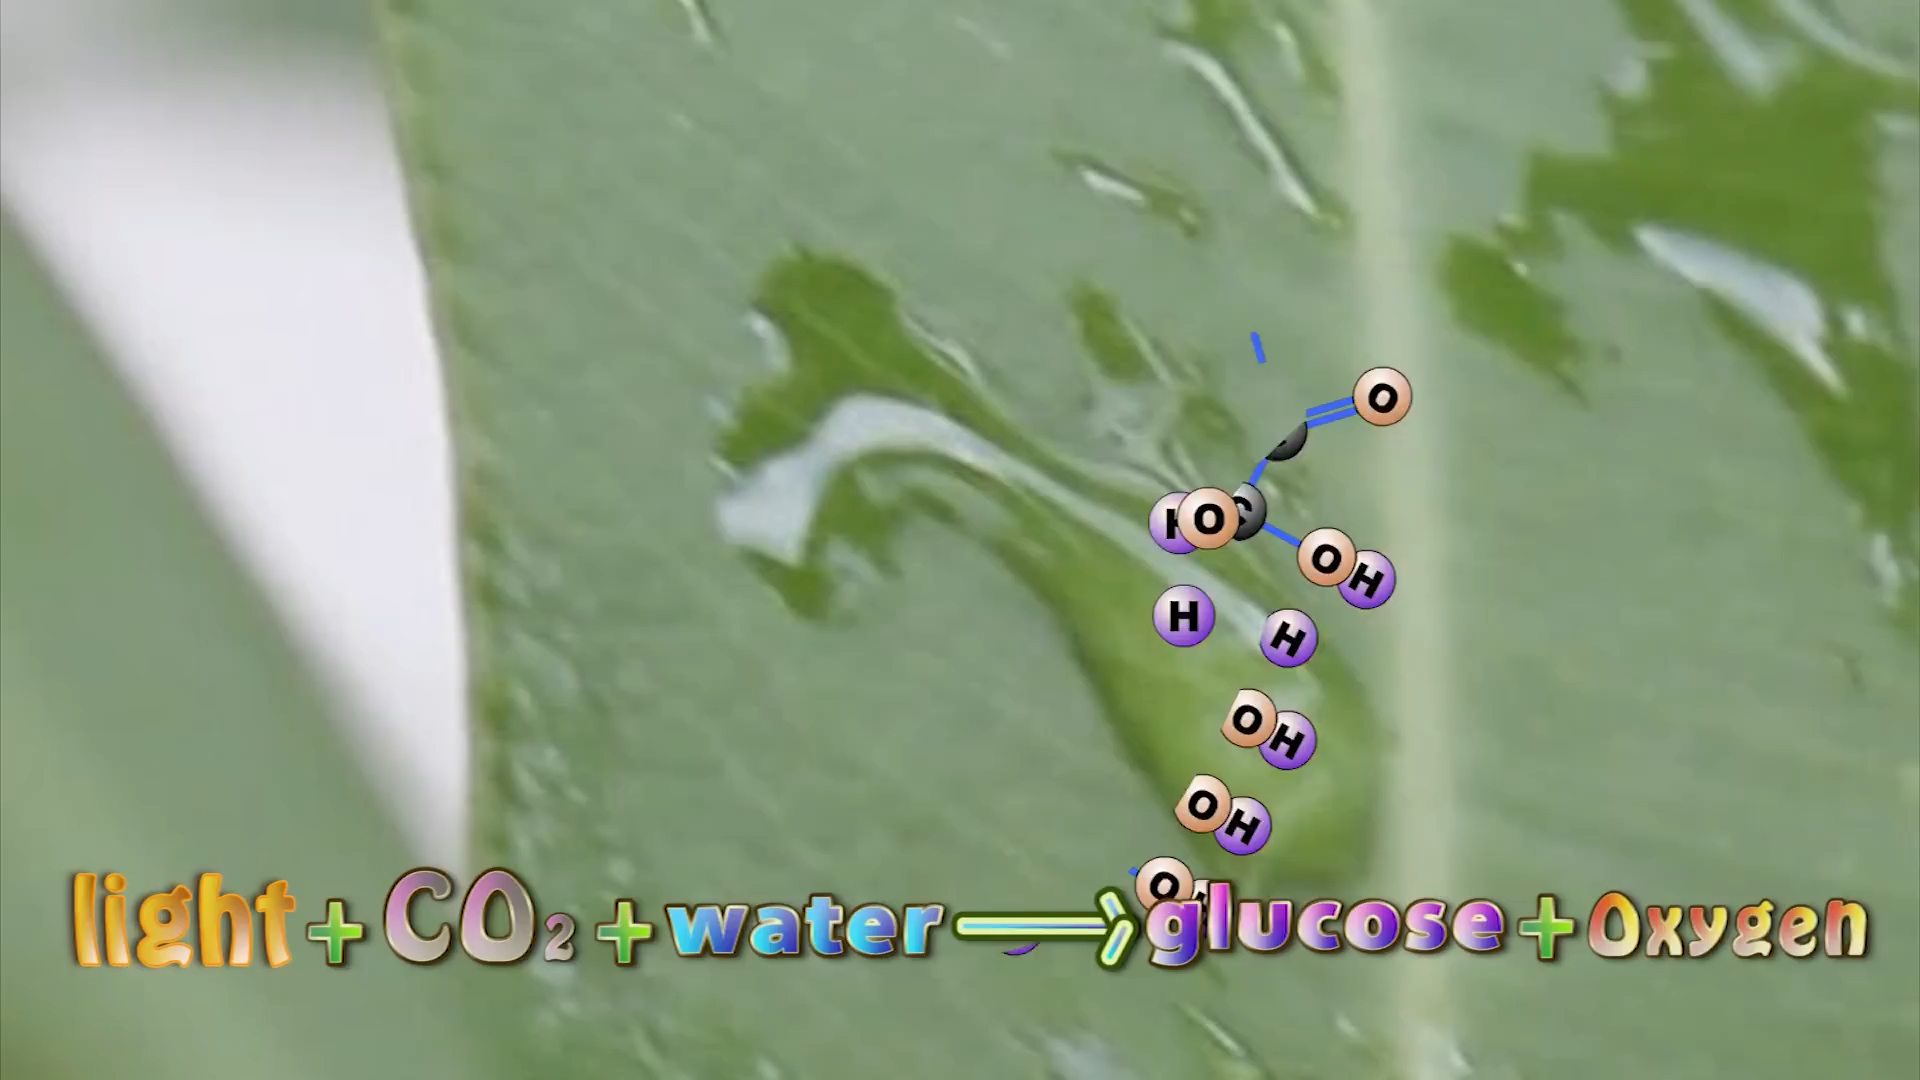 O
C
H O
O H
H
H
O H
O H
O
light + CO₂ + water ⟶ glucose + Oxygen